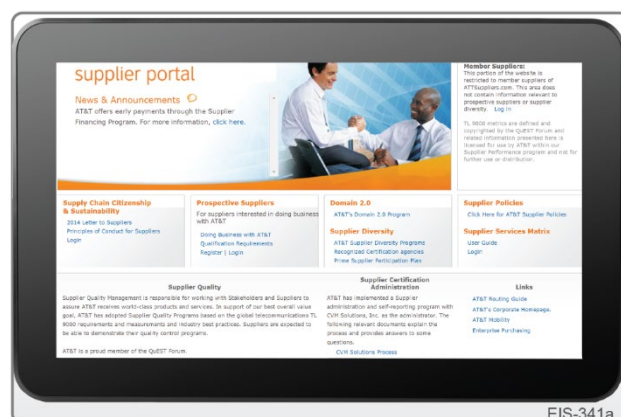 supplier portal
News & Announcements
AT&T offers early payments through the Supplier
Financing Program. For more information, click here.
Member Suppliers:
This portion of the website is
restricted to member suppliers of
ATTSuppliers.com. This area does
not contain information relevant to
prospective suppliers or supplier
diversity. Log In
TL 9000 metrics are defined and
copyrighted by the QuEST Forum and
related information presented here is
licensed for use by AT&T within our
Supplier Performance program and not for
further use or distribution.
Supply Chain Citizenship
& Sustainability
2014 Letter to Suppliers
Principles of Conduct for Suppliers
Login
Prospective Suppliers
For suppliers interested in doing business
with AT&T
Doing Business with AT&T
Qualification Requirements
Register | Login
Domain 2.0
AT&T's Domain 2.0 Program
Supplier Diversity
AT&T Supplier Diversity Programs
Recognized Certification agencies
Prime Supplier Participation Plan
Supplier Policies
Click Here for AT&T Supplier Policies
Supplier Services Matrix
User Guide
Login
Supplier Quality
Supplier Quality Management is responsible for working with Stakeholders and Suppliers to
assure AT&T receives world-class products and services. In support of our best overall value
goal, AT&T has adopted Supplier Quality Programs based on the global telecommunications TL
9000 requirements and measurements and industry best practices. Suppliers are expected to
be able to demonstrate their quality control programs.
AT&T is a proud member of the QuEST Forum.
Supplier Certification
Administration
AT&T has implemented a Supplier
administration and self-reporting program with
CVM Solutions, Inc. as the administrator. The
following relevant documents explain the
process and provides answers to some
questions.
CVM Solutions Process
Links
AT&T Routing Guide
AT&T's Corporate Homepage.
AT&T Mobility
Enterprise Purchasing
EIS-341a